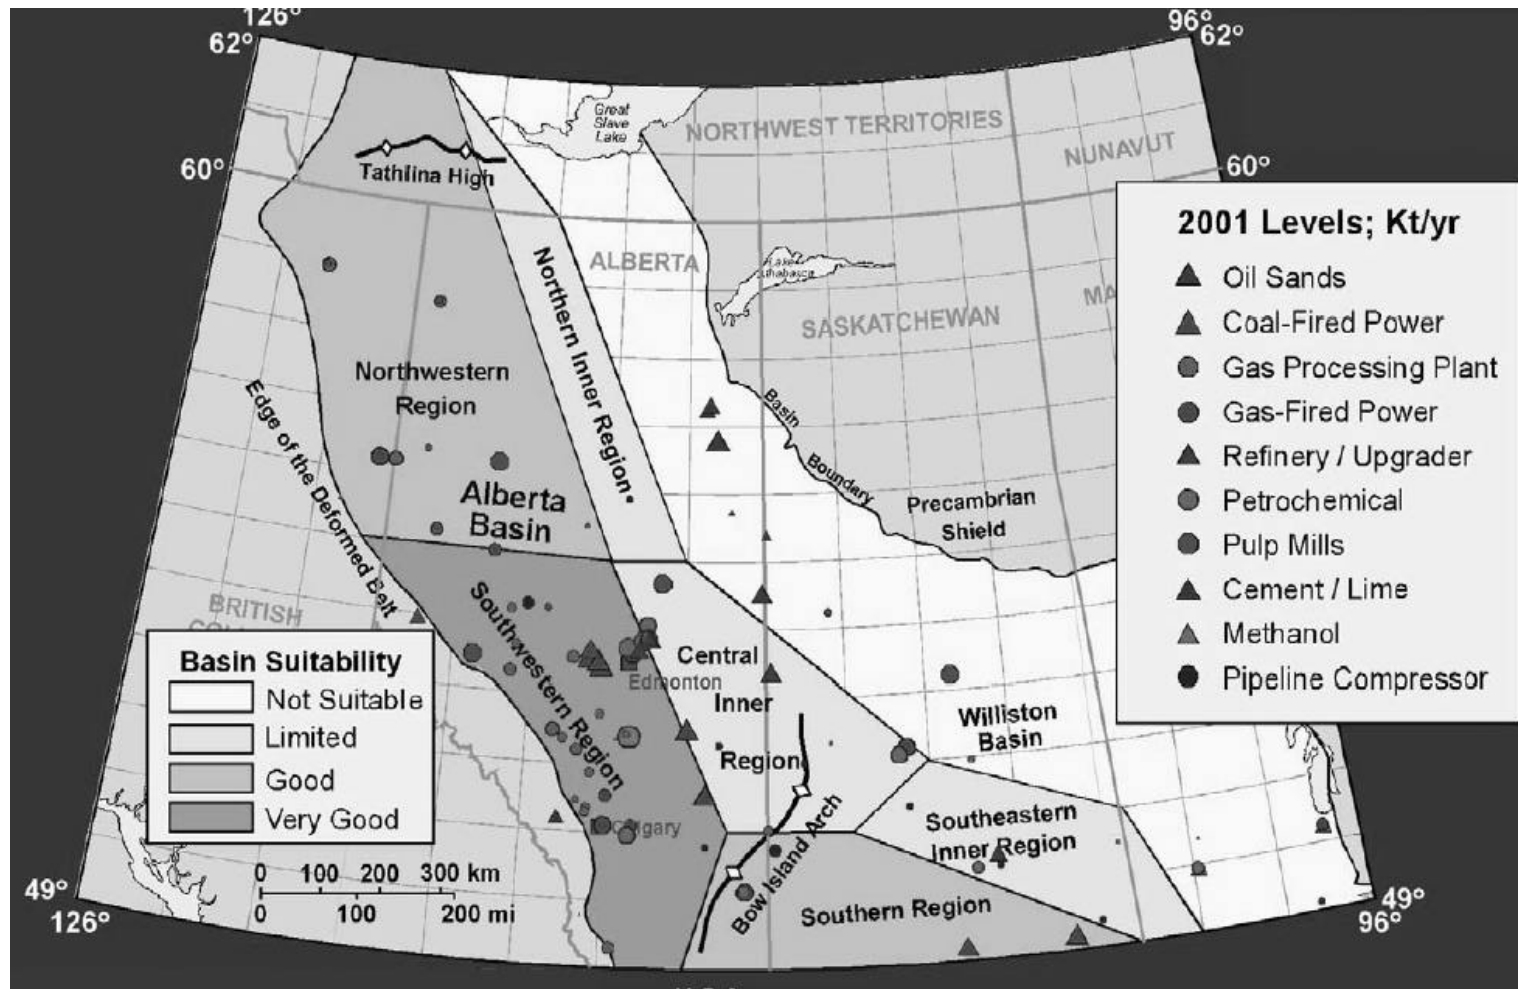 126°
96°
62°
62°
Great
Slave
Lake
NORTHWEST TERRITORIES
NUNAVUT
60°
60°
Tathlina High
2001 Levels; Kt/yr
Oil Sands
Coal-Fired Power
Gas Processing Plant
Gas-Fired Power
Refinery / Upgrader
Petrochemical
Pulp Mills
Cement / Lime
Methanol
Pipeline Compressor
ALBERTA
Lake
SASKATCHEWAN
MA
Northern Inner Region
Northwestern
Region
Edge of the Deformed Belt
Basin
Boundary
Precambrian
Shield
Alberta
Basin
BRITISH
Southwestern Region
Central
Inner
Region
Edmonton
Williston
Basin
Basin Suitability
Not Suitable
Limited
Good
Very Good
Calgary
Bow Island Arch
Southeastern
Inner Region
Southern Region
0 100 200 300 km
0 100 200 mi
49°
126°
49°
96°